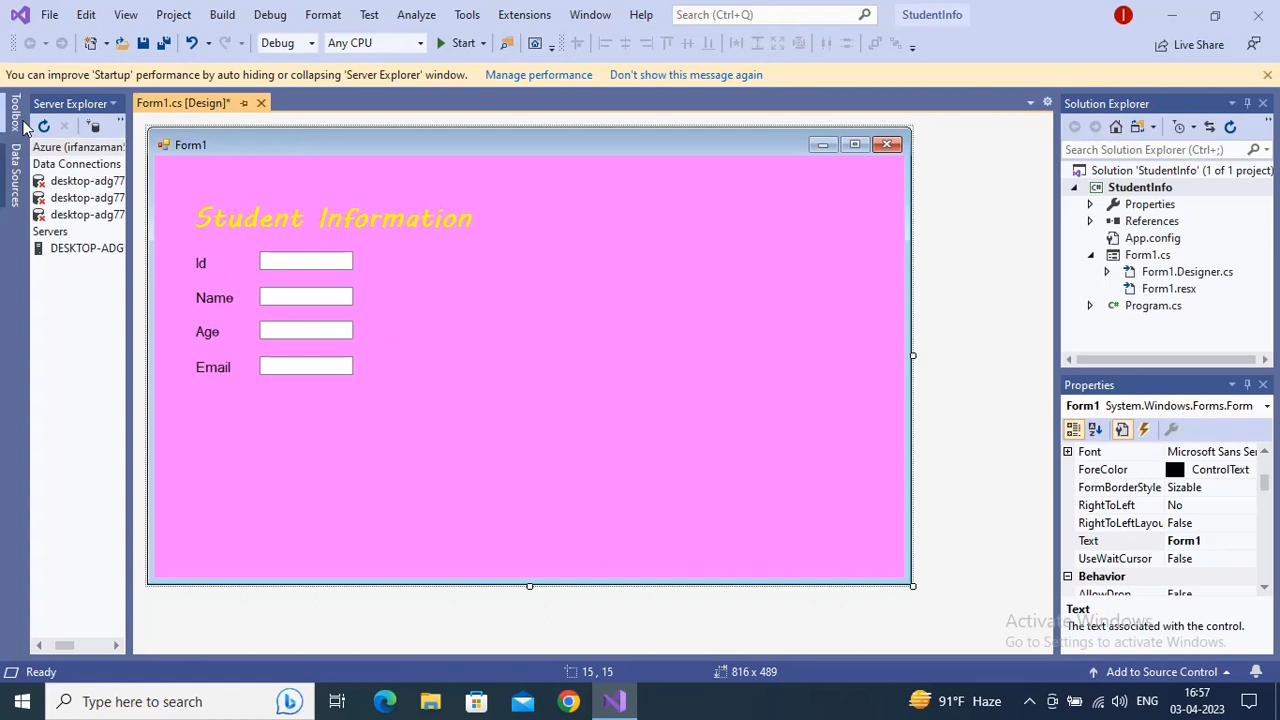 File Edit View Project Build Debug Format Test Analyze Tools Extensions Window Help Search (Ctrl+Q) StudentInfo
Debug Any CPU Start Live Share
You can improve 'Startup' performance by auto hiding or collapsing 'Server Explorer' window. Manage performance Don't show this message again
Toolbox
Data Sources
Server Explorer
Azure (irfanzaman
Data Connections
desktop-adg77
desktop-adg77
desktop-adg77
Servers
DESKTOP-ADG
Form1.cs [Design]*
Form1
Student Information
Id
Name
Age
Email
Solution Explorer
Search Solution Explorer (Ctrl+;)
Solution 'StudentInfo' (1 of 1 project)
StudentInfo
Properties
References
App.config
Form1.cs
Form1.Designer.cs
Form1.resx
Program.cs
Properties
Form1 System.Windows.Forms.Form
Font Microsoft Sans Ser
ForeColor ControlText
FormBorderStyle Sizable
RightToLeft No
RightToLeftLayou False
Text Form1
UseWaitCursor False
Behavior
AllowDrop False
Text
The text associated with the control.
Activate Windows
Go to Settings to activate Windows.
Ready 15 , 15 816 x 489 Add to Source Control
Type here to search 91°F Haze ENG 16:57
03-04-2023